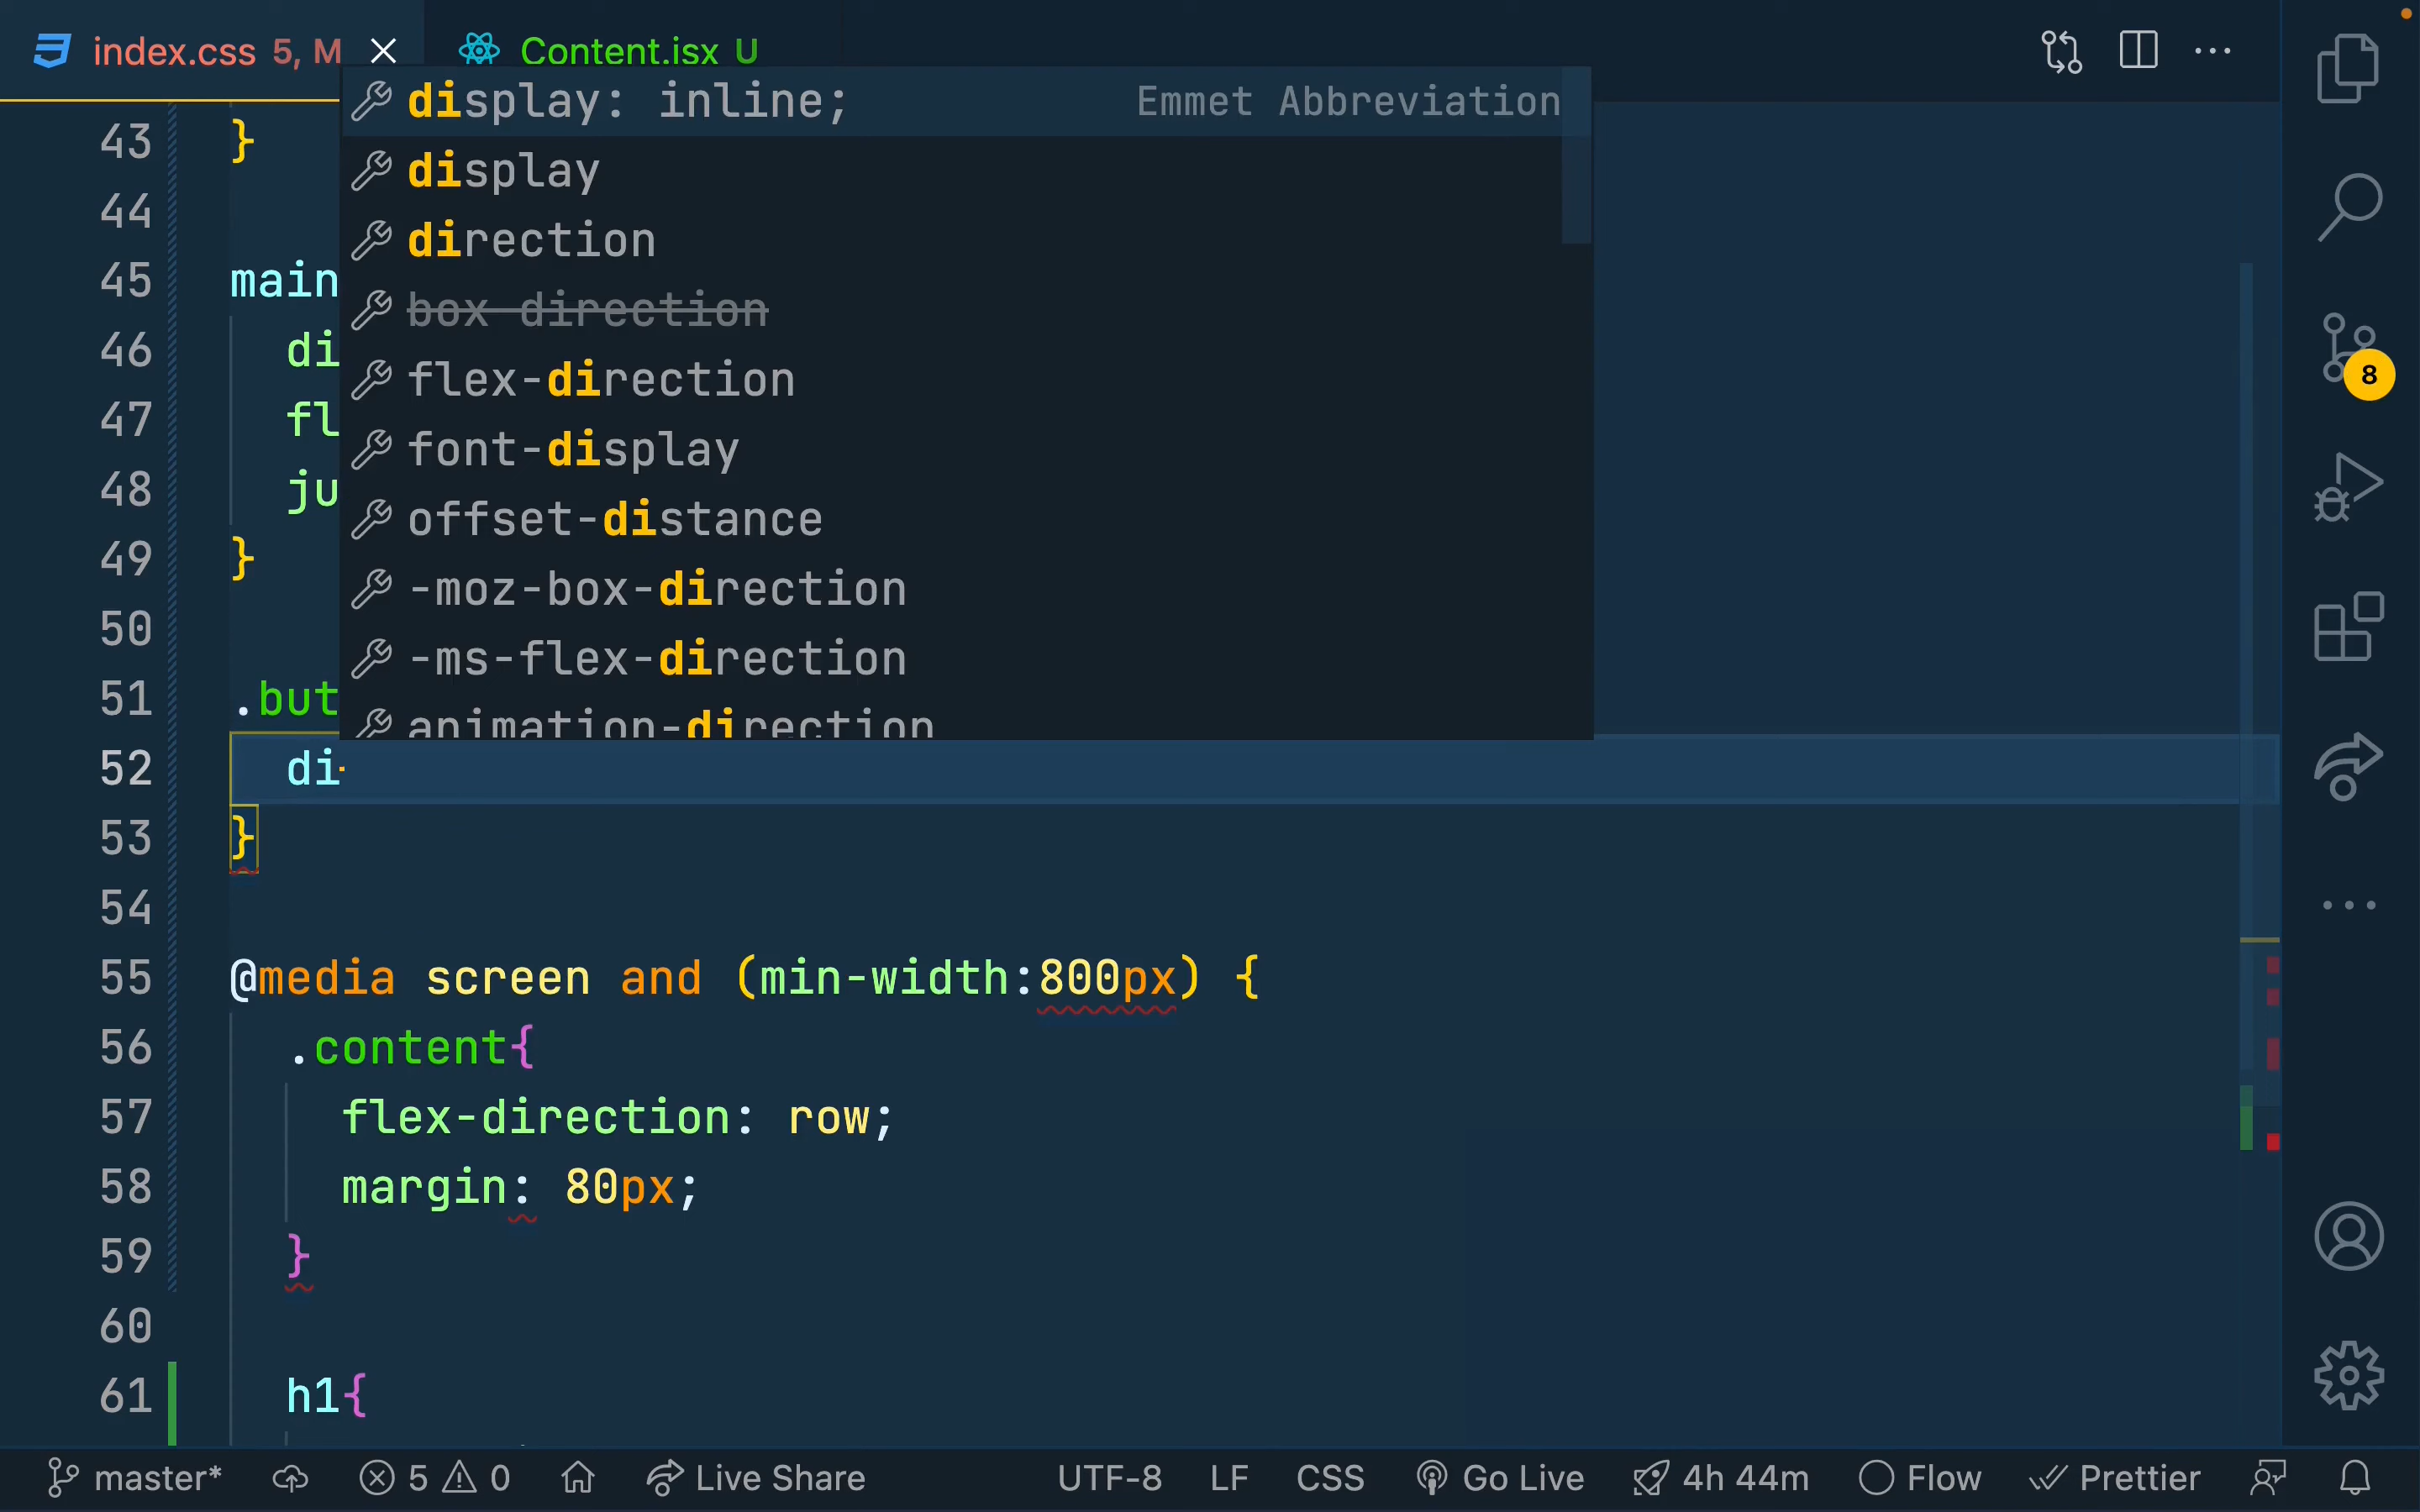 index.css 5, M Content.jsx U
display: inline; Emmet Abbreviation
display
direction
box-direction
flex-direction
font-display
offset-distance
-moz-box-direction
-ms-flex-direction
animation-direction
43 }
44
45 main
46 di
47 fl
48 ju
49 }
50
51 .but
52 di
53 }
54
55 @media screen and (min-width:800px) {
56 .content{
57 flex-direction: row;
58 margin: 80px;
59 }
60
61 h1{
8
master* 5 0 Live Share UTF-8 LF CSS Go Live 4h 44m Flow Prettier